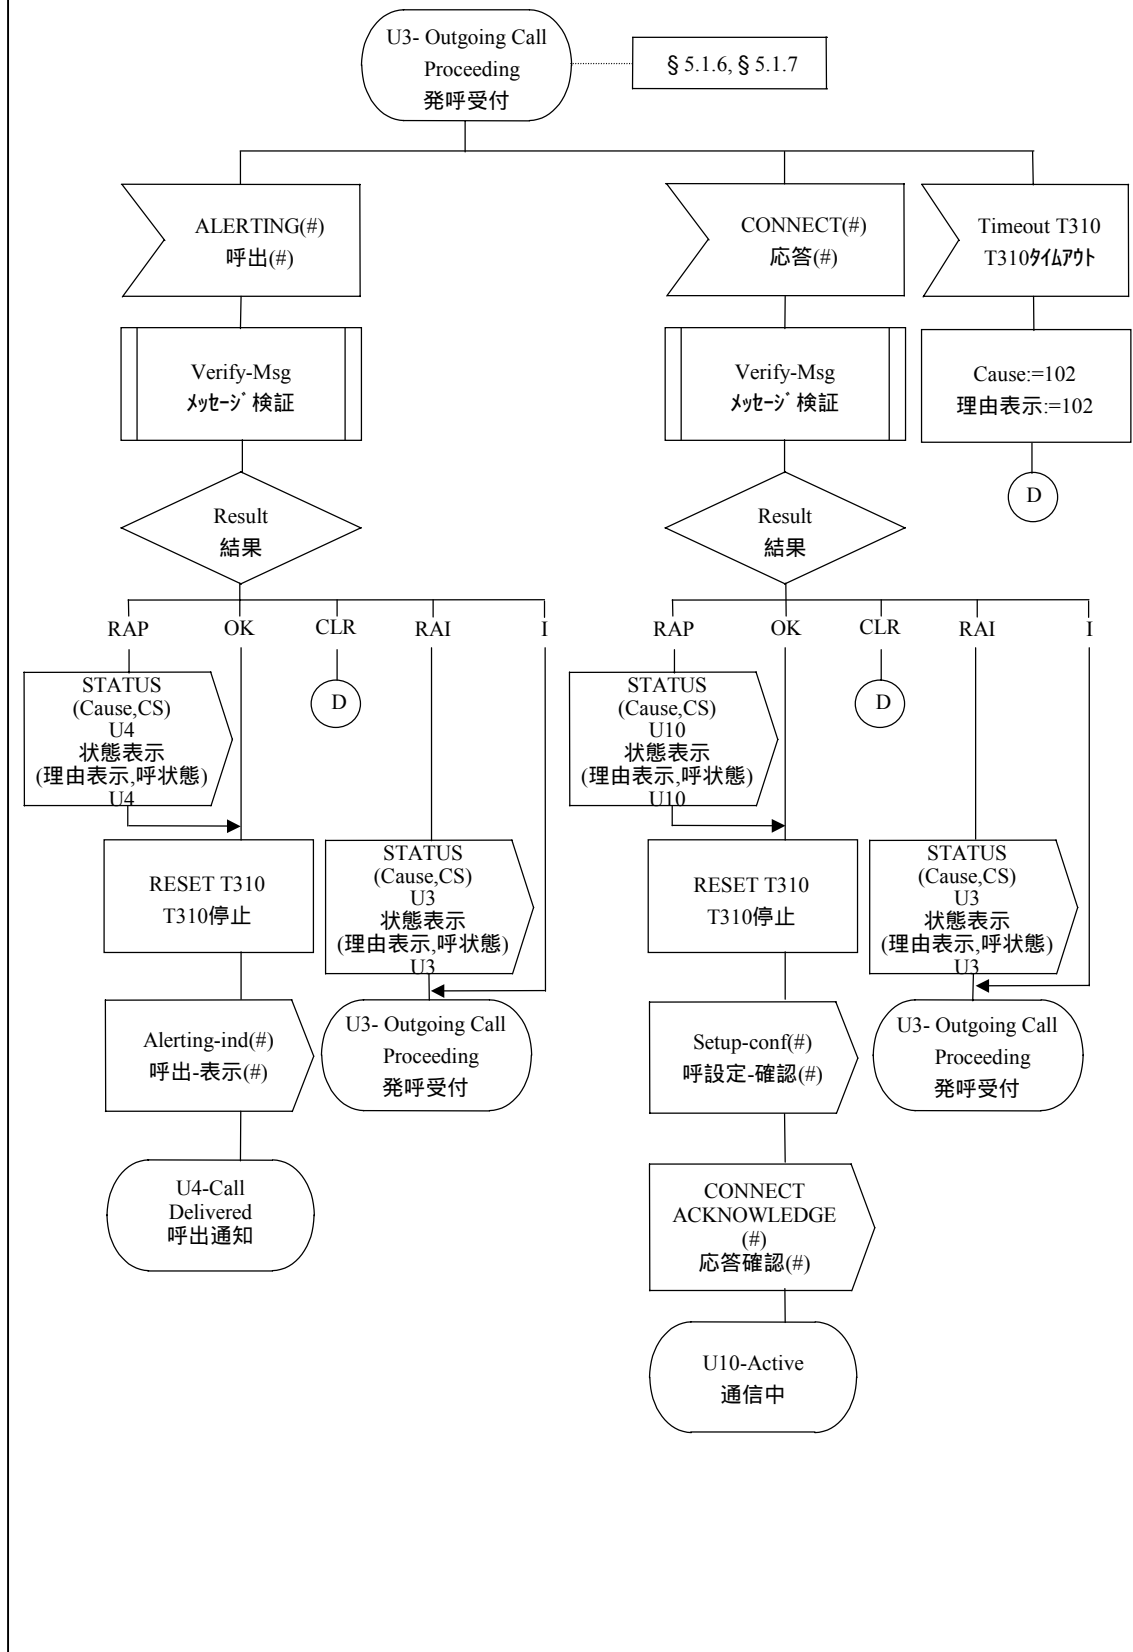 U3- Outgoing Call
Proceeding
発呼受付
§ 5.1.6, § 5.1.7
ALERTING(#)
呼出(#)
CONNECT(#)
応答(#)
Timeout T310
T310ﾀｲﾑｱｳﾄ
Verify-Msg
ﾒｯｾｰｼﾞ検証
Verify-Msg
ﾒｯｾｰｼﾞ検証
Cause:=102
理由表示:=102
D
Result
結果
Result
結果
RAP
OK
CLR
RAI
I
RAP
OK
CLR
RAI
I
STATUS
(Cause,CS)
U4
状態表示
(理由表示,呼状態)
U4
D
STATUS
(Cause,CS)
U10
状態表示
(理由表示,呼状態)
U10
D
RESET T310
T310停止
STATUS
(Cause,CS)
U3
状態表示
(理由表示,呼状態)
U3
RESET T310
T310停止
STATUS
(Cause,CS)
U3
状態表示
(理由表示,呼状態)
U3
Alerting-ind(#)
呼出-表示(#)
U3- Outgoing Call
Proceeding
発呼受付
Setup-conf(#)
呼設定-確認(#)
U3- Outgoing Call
Proceeding
発呼受付
U4-Call
Delivered
呼出通知
CONNECT
ACKNOWLEDGE
(#)
応答確認(#)
U10-Active
通信中